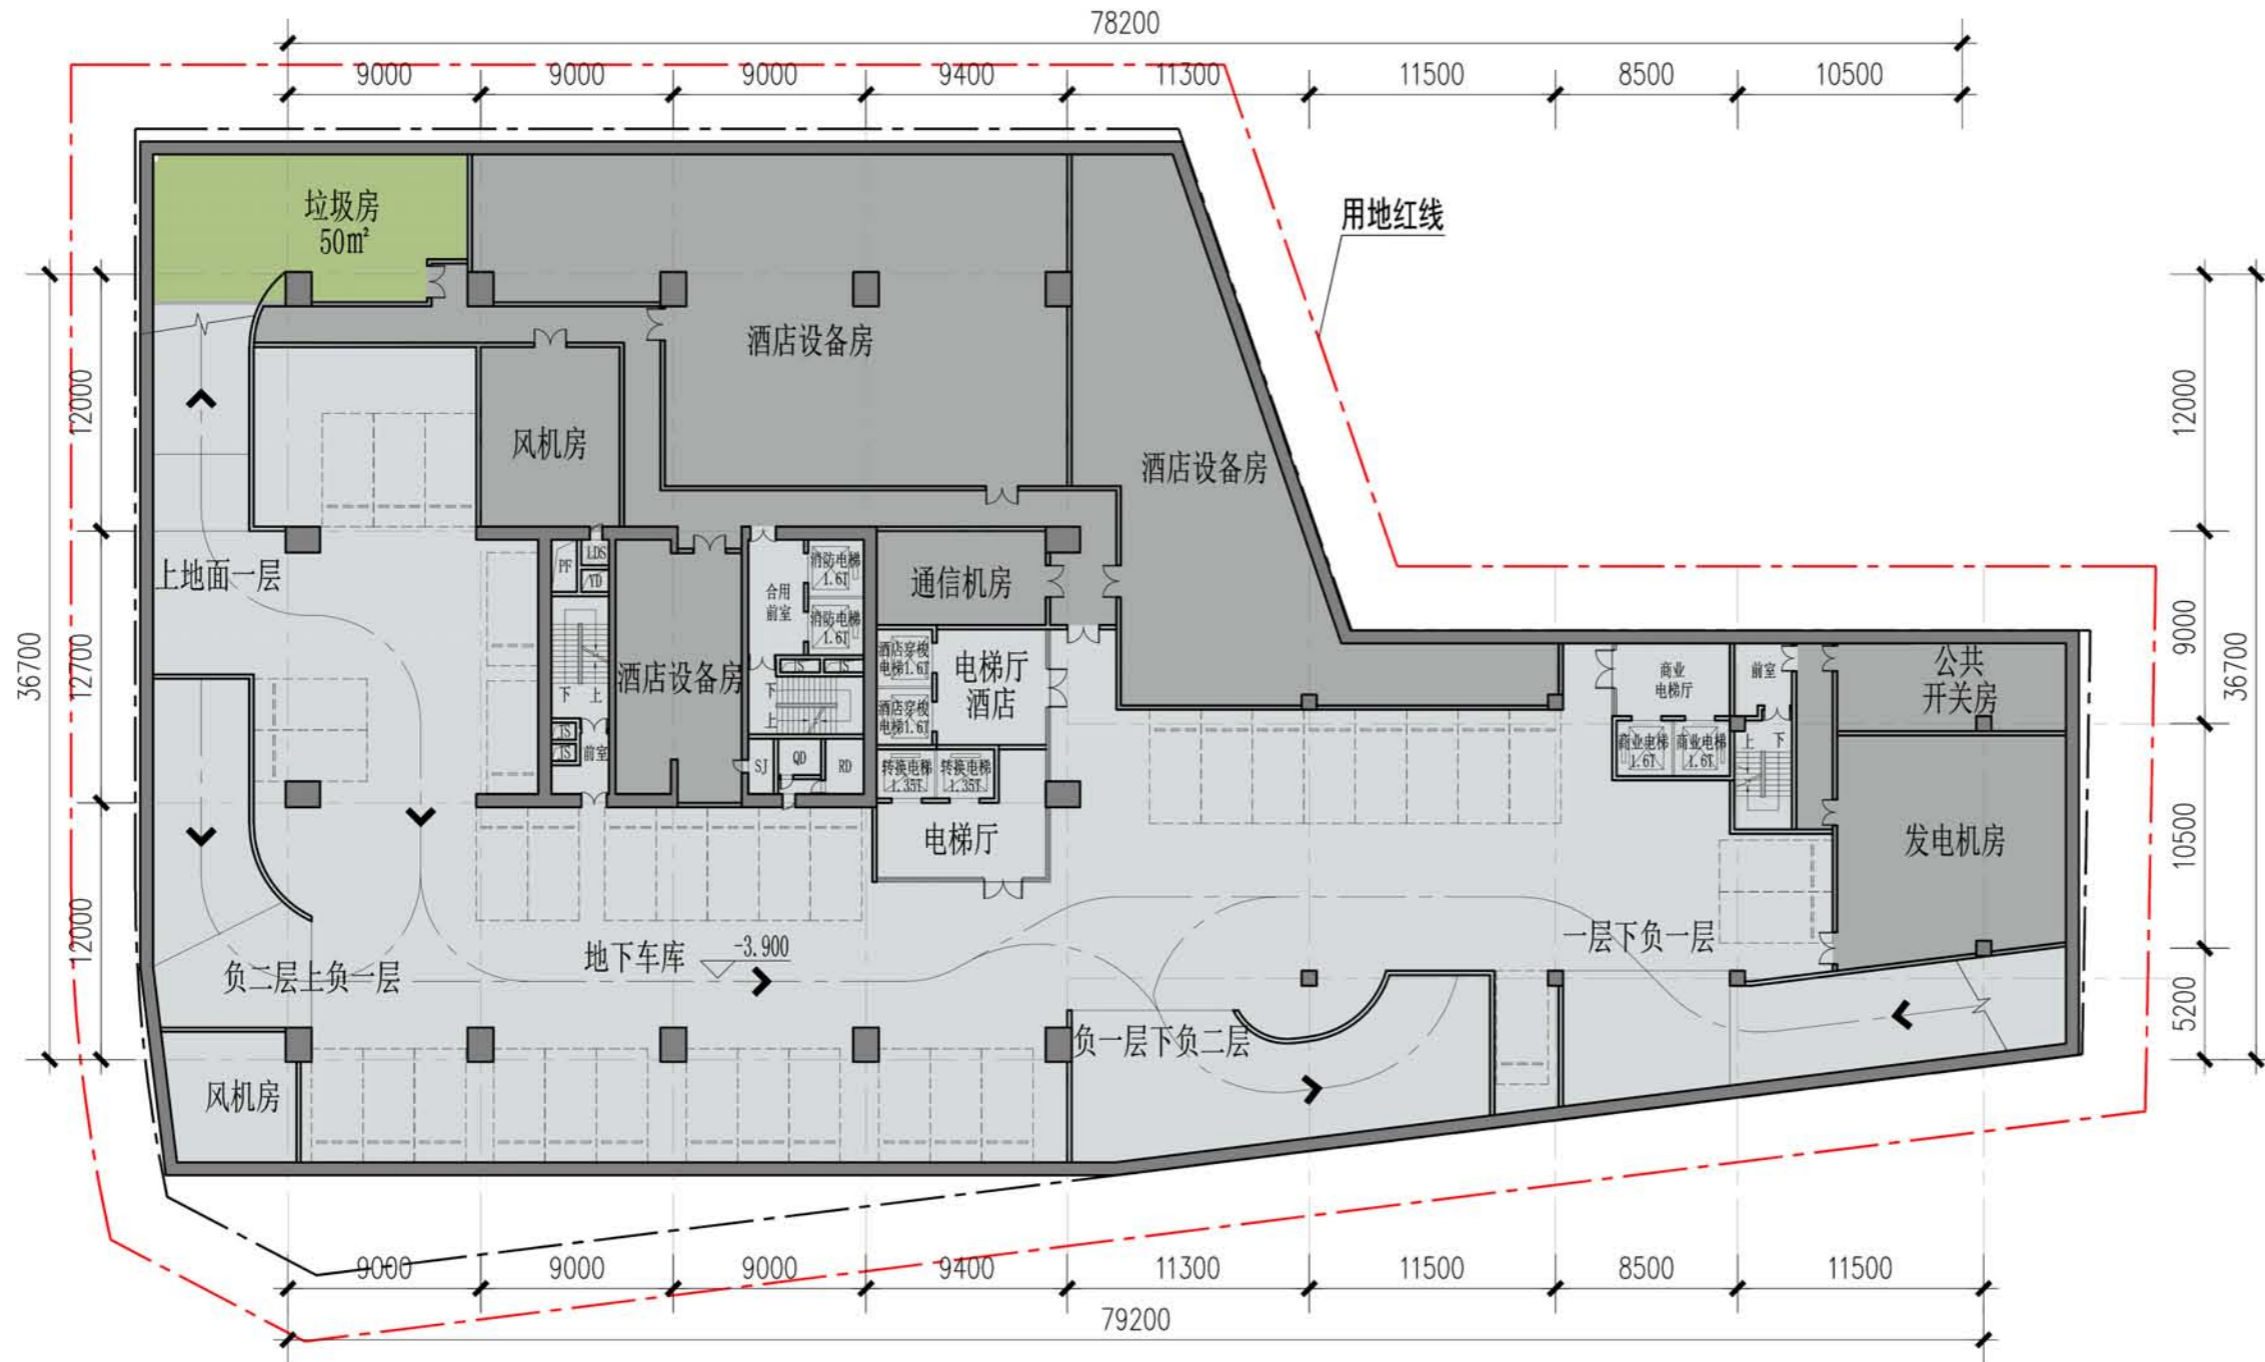 78200
9000
9000
9000
9400
11300
11500
8500
10500
垃圾房
50m²
用地红线
酒店设备房
12000
12000
风机房
酒店设备房
上地面一层
PF
LDS
YD
合用
前室
消防电梯
1.6T
消防电梯
1.6T
通信机房
36700
12700
9000
36700
酒店设备房
下
上
酒店穿梭
电梯1.6T
酒店穿梭
电梯1.6T
电梯厅
酒店
商业
电梯厅
前室
公共
开关房
JS
JS
前室
下
上
SJ
QD
RD
转换电梯
1.35T
转换电梯
1.35T
商业电梯
1.6T
商业电梯
1.6T
上
下
电梯厅
发电机房
10500
12000
地下车库
-3.900
一层下负一层
负二层上负一层
负一层下负二层
5200
风机房
9000
9000
9000
9400
11300
11500
8500
11500
79200